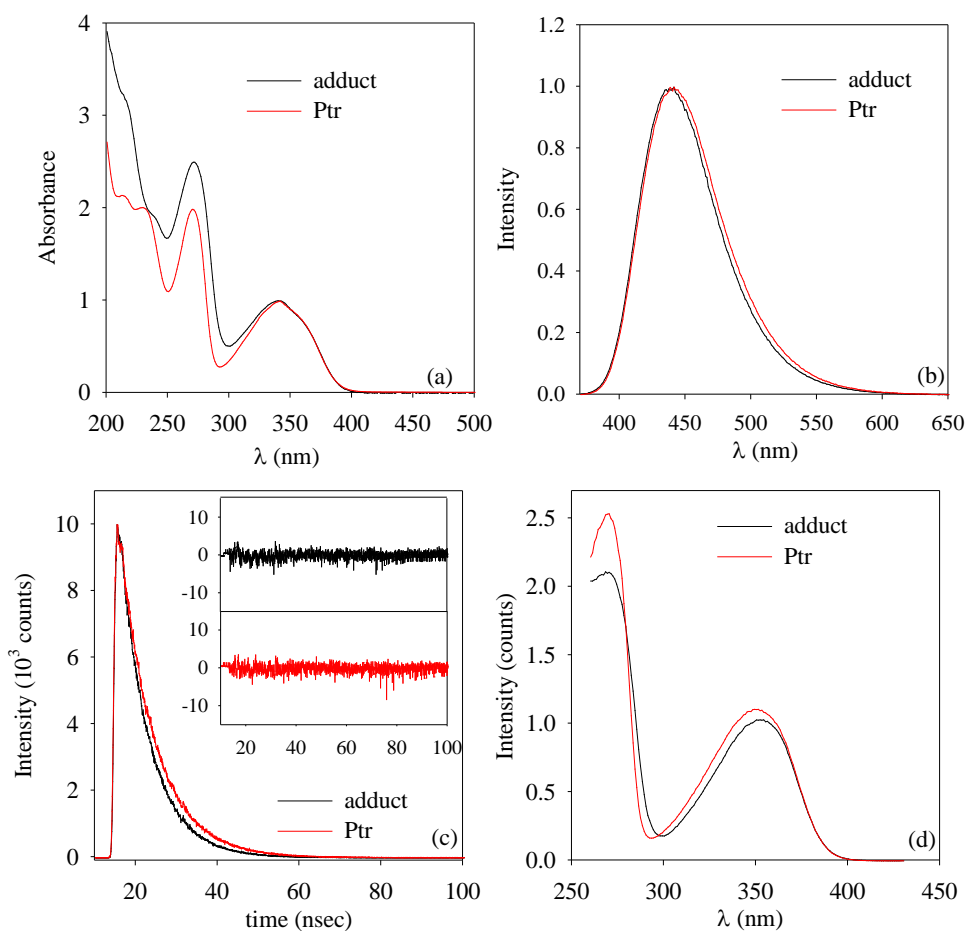 4
3
2
1
0
Absorbance
adduct
Ptr
(a)
200 250 300 350 400 450 500
λ (nm)
1.2
1.0
0.8
0.6
0.4
0.2
0.0
Intensity
adduct
Ptr
(b)
400 450 500 550 600 650
λ (nm)
10
8
6
4
2
0
Intensity (10³ counts)
10
0
-10
10
0
-10
20 40 60 80 100
adduct
Ptr
(c)
20 40 60 80 100
time (nsec)
2.5
2.0
1.5
1.0
0.5
0.0
Intensity (counts)
adduct
Ptr
(d)
250 300 350 400 450
λ (nm)